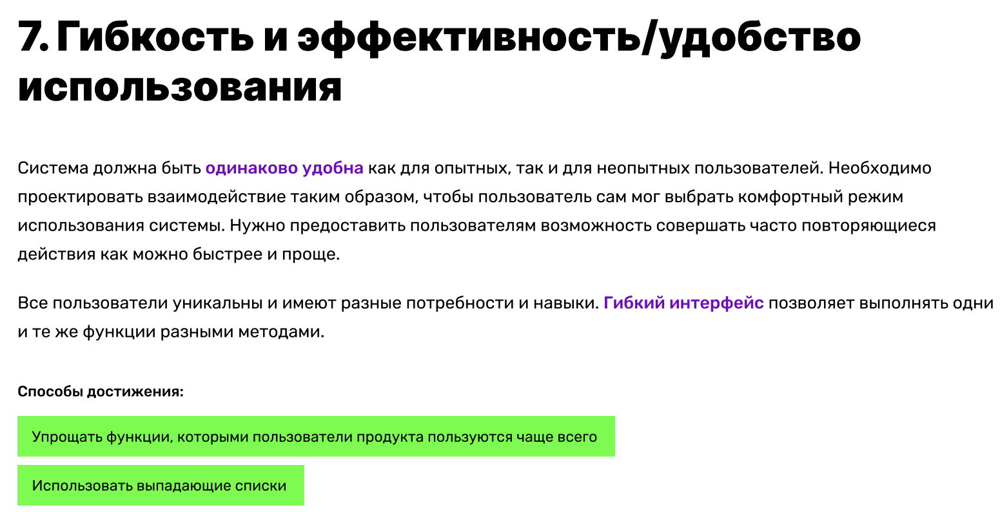 7. Гибкость и эффективность/удобство
использования
Система должна быть одинаково удобна как для опытных, так и для неопытных пользователей. Необходимо
проектировать взаимодействие таким образом, чтобы пользователь сам мог выбрать комфортный режим
использования системы. Нужно предоставить пользователям возможность совершать часто повторяющиеся
действия как можно быстрее и проще.
Все пользователи уникальны и имеют разные потребности и навыки. Гибкий интерфейс позволяет выполнять одни
и те же функции разными методами.
Способы достижения:
Упрощать функции, которыми пользователи продукта пользуются чаще всего
Использовать выпадающие списки